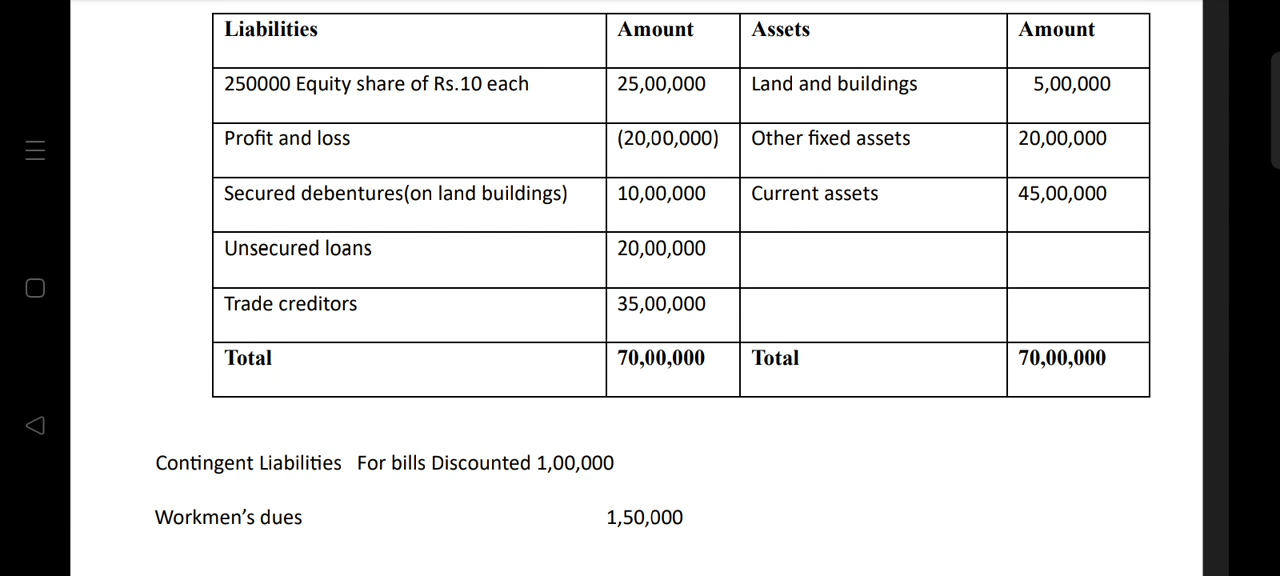 Liabilities Amount Assets Amount
250000 Equity share of Rs.10 each 25,00,000 Land and buildings 5,00,000
Profit and loss (20,00,000) Other fixed assets 20,00,000
Secured debentures(on land buildings) 10,00,000 Current assets 45,00,000
Unsecured loans 20,00,000
Trade creditors 35,00,000
Total 70,00,000 Total 70,00,000
Contingent Liabilities For bills Discounted 1,00,000
Workmen’s dues 1,50,000